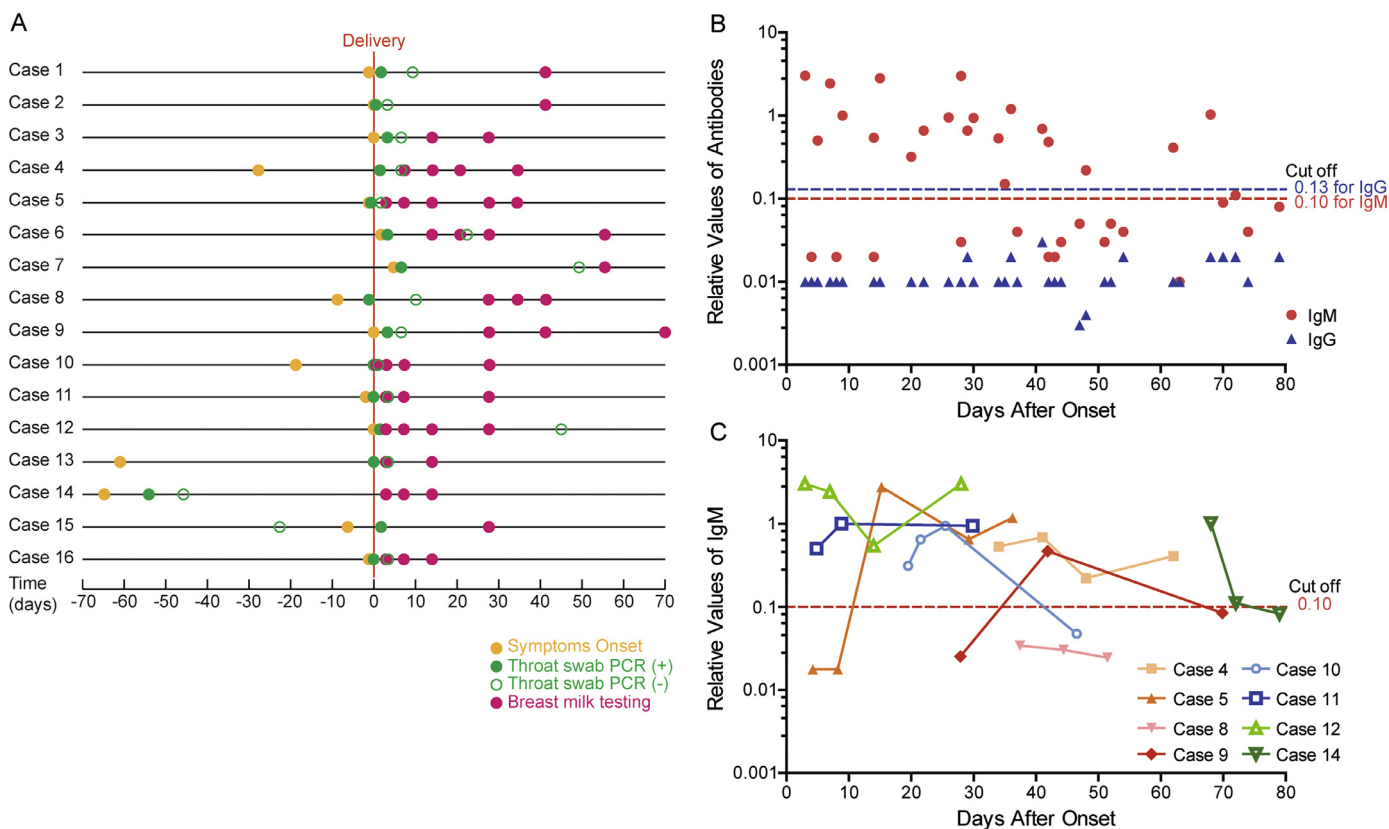 A
Delivery
Case 1
Case 2
Case 3
Case 4
Case 5
Case 6
Case 7
Case 8
Case 9
Case 10
Case 11
Case 12
Case 13
Case 14
Case 15
Case 16
Time
(days)
-70 -60 -50 -40 -30 -20 -10 0 10 20 30 40 50 60 70
Symptoms Onset
Throat swab PCR (+)
Throat swab PCR (-)
Breast milk testing
B
Relative Values of Antibodies
10
1
0.1
0.01
0.001
Cut off
0.13 for IgG
0.10 for IgM
IgM
IgG
0 10 20 30 40 50 60 70 80
Days After Onset
C
Relative Values of IgM
10
1
0.1
0.01
0.001
Cut off
0.10
Case 4 Case 10
Case 5 Case 11
Case 8 Case 12
Case 9 Case 14
0 10 20 30 40 50 60 70 80
Days After Onset